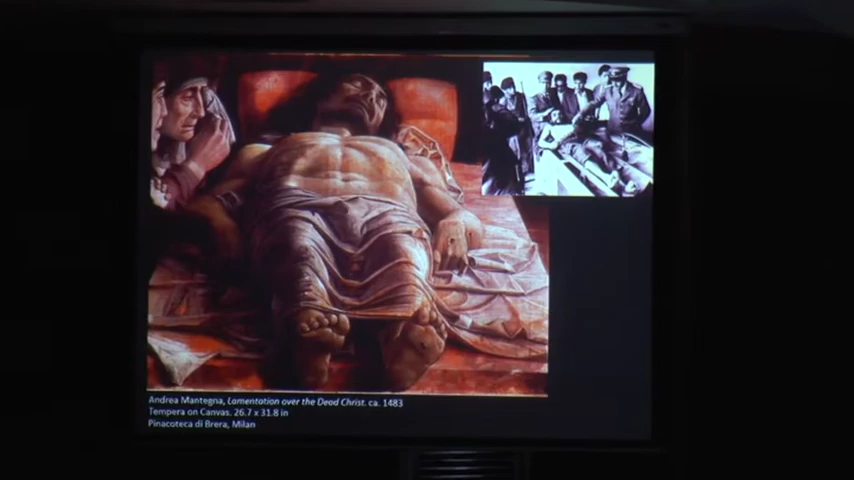 Andrea Mantegna, Lamentation over the Dead Christ. ca. 1483
Tempera on Canvas. 26.7 x 31.8 in
Pinacoteca di Brera, Milan